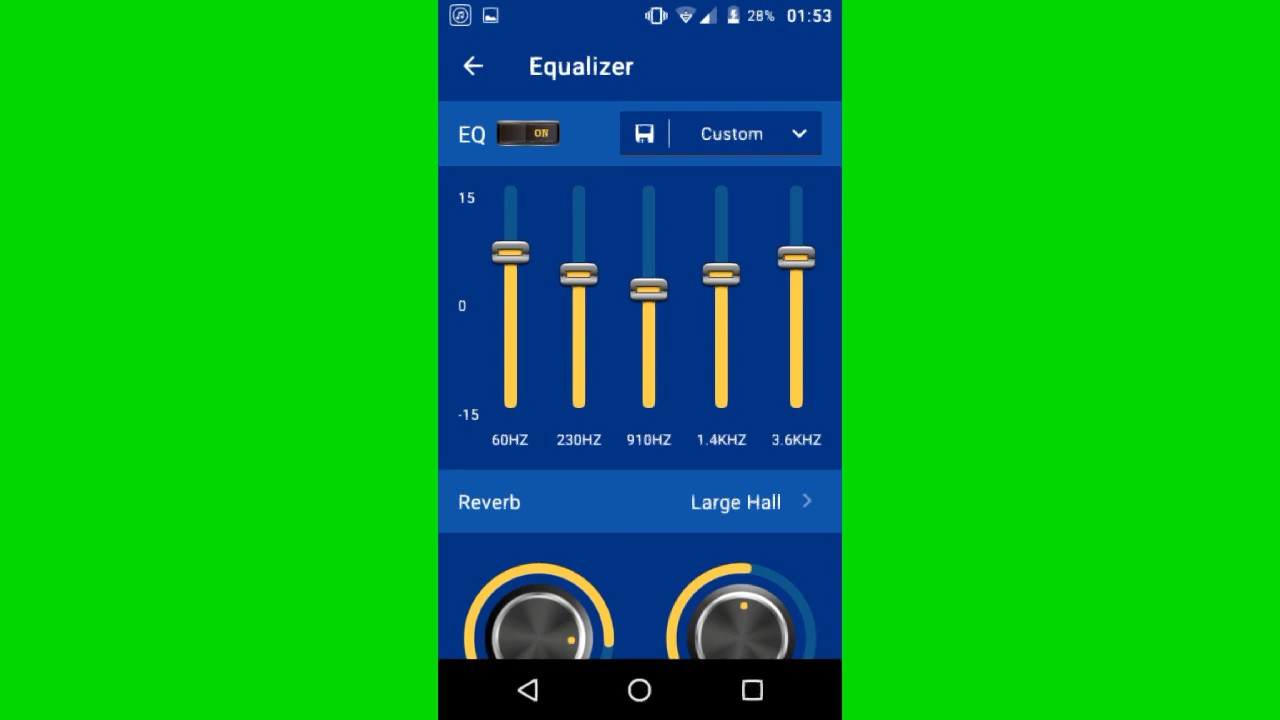 28% 01:53
Equalizer
EQ ON Custom
15
0
-15
60HZ 230HZ 910HZ 1.4KHZ 3.6KHZ
Reverb Large Hall